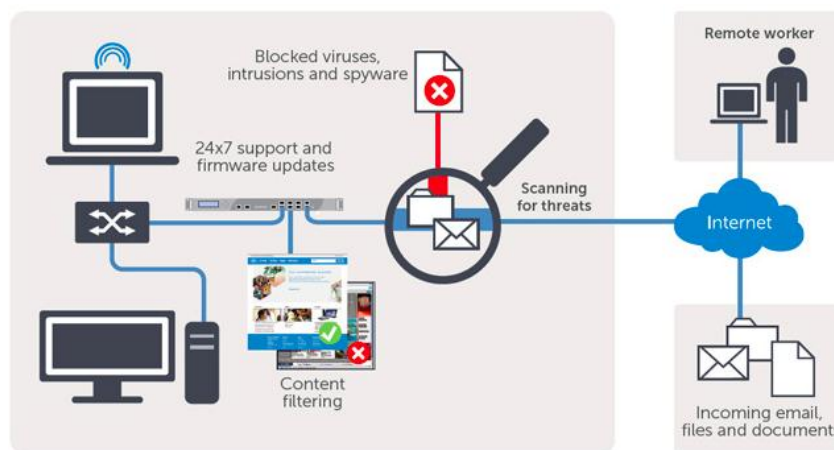 Blocked viruses,
intrusions and spyware
24x7 support and
firmware updates
Scanning
for threats
Content
filtering
Remote worker
Internet
Incoming email,
files and document